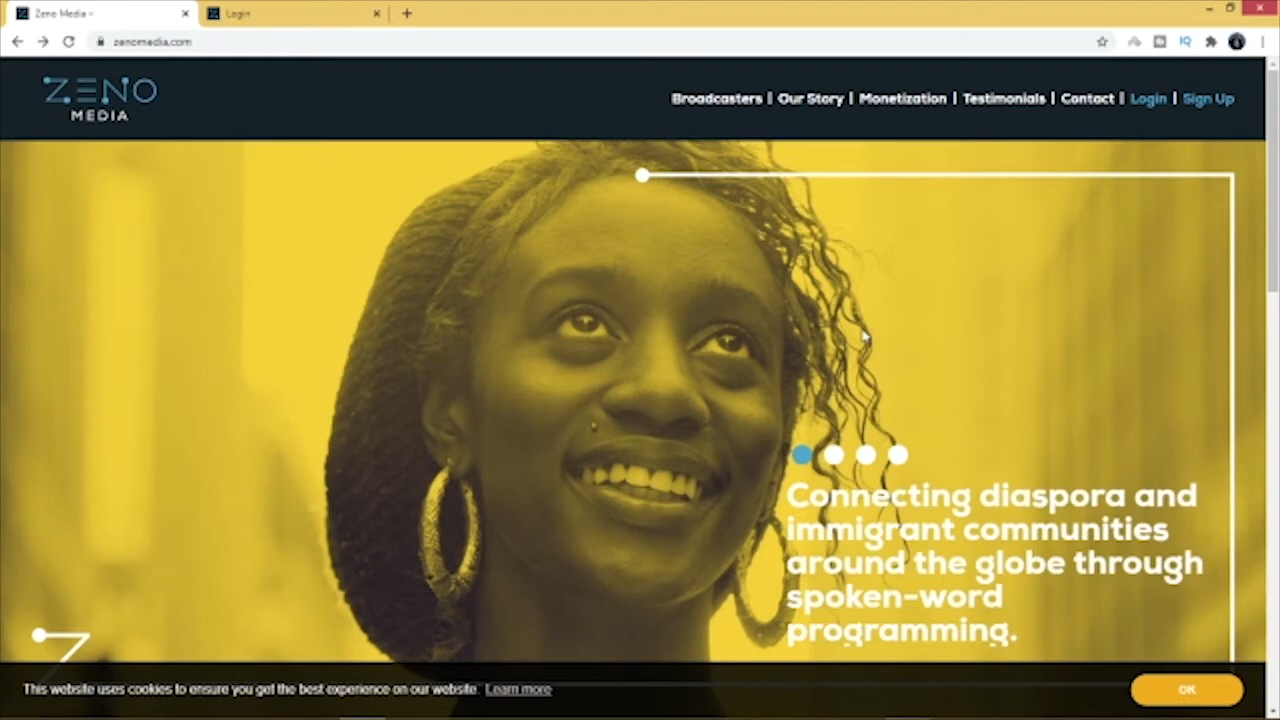 Zeno Media -
Login
zenomedia.com
IQ
ZENO
MEDIA
Broadcasters | Our Story | Monetization | Testimonials | Contact | Login | Sign Up
Connecting diaspora and
immigrant communities
around the globe through
spoken-word
programming.
This website uses cookies to ensure you get the best experience on our website. Learn more
OK